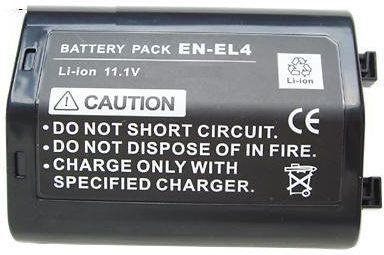 BATTERY PACK EN-EL4
Li-ion 11.1V
Li-ion
CAUTION
• DO NOT SHORT CIRCUIT.
• DO NOT DISPOSE OF IN FIRE.
• CHARGE ONLY WITH
SPECIFIED CHARGER.
CE